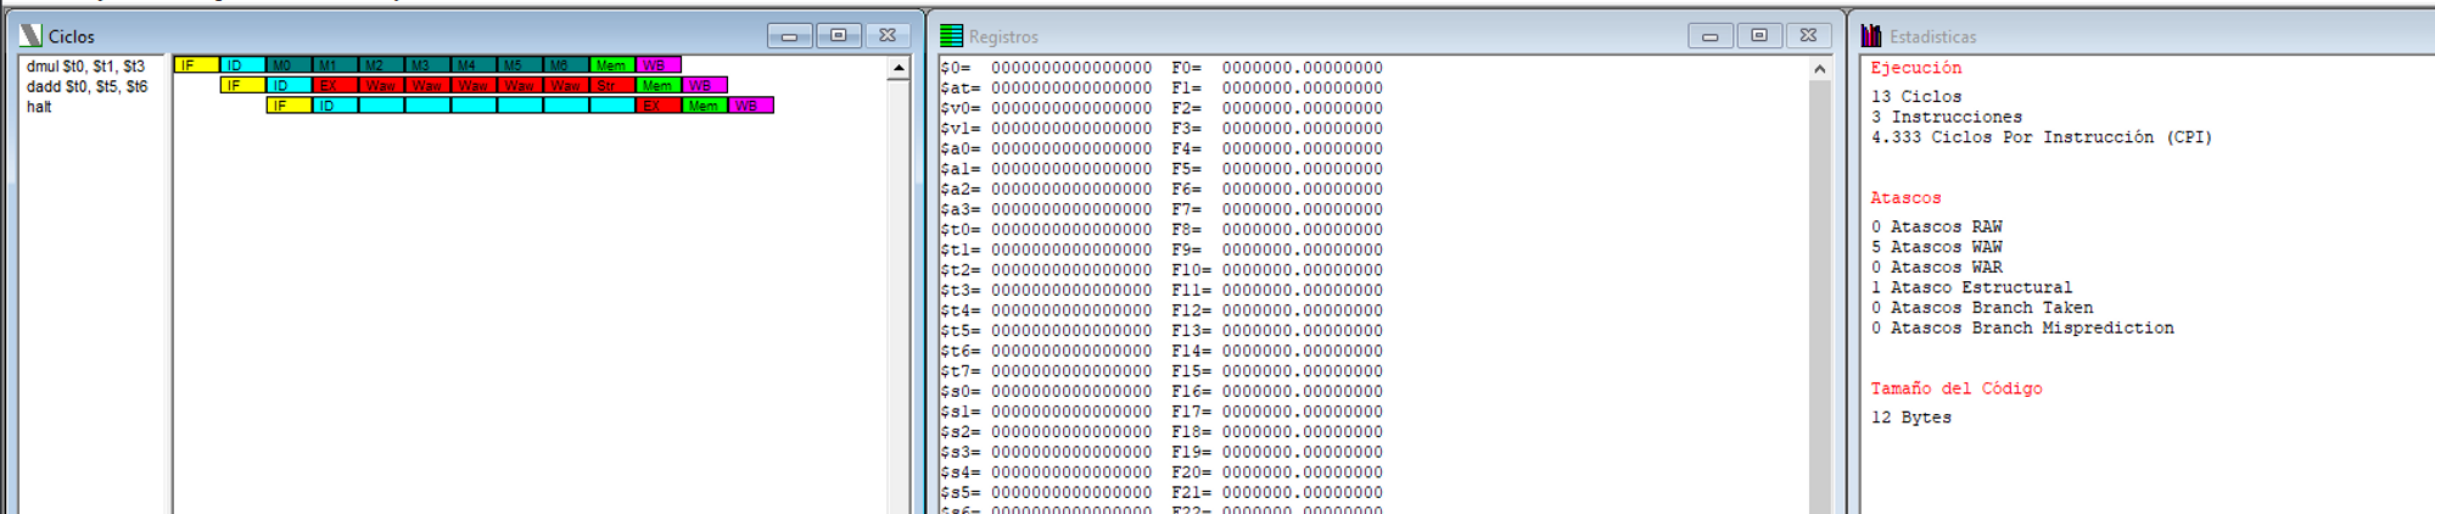 Ciclos
dmul $t0, $t1, $t3 IF ID M0 M1 M2 M3 M4 M5 M6 Mem WB
dadd $t0, $t5, $t6 IF ID EX Waw Waw Waw Waw Waw Str Mem WB
halt IF ID EX Mem WB
Registros
$0= 0000000000000000 F0= 0000000.00000000
$at= 0000000000000000 F1= 0000000.00000000
$v0= 0000000000000000 F2= 0000000.00000000
$v1= 0000000000000000 F3= 0000000.00000000
$a0= 0000000000000000 F4= 0000000.00000000
$a1= 0000000000000000 F5= 0000000.00000000
$a2= 0000000000000000 F6= 0000000.00000000
$a3= 0000000000000000 F7= 0000000.00000000
$t0= 0000000000000000 F8= 0000000.00000000
$t1= 0000000000000000 F9= 0000000.00000000
$t2= 0000000000000000 F10= 0000000.00000000
$t3= 0000000000000000 F11= 0000000.00000000
$t4= 0000000000000000 F12= 0000000.00000000
$t5= 0000000000000000 F13= 0000000.00000000
$t6= 0000000000000000 F14= 0000000.00000000
$t7= 0000000000000000 F15= 0000000.00000000
$s0= 0000000000000000 F16= 0000000.00000000
$s1= 0000000000000000 F17= 0000000.00000000
$s2= 0000000000000000 F18= 0000000.00000000
$s3= 0000000000000000 F19= 0000000.00000000
$s4= 0000000000000000 F20= 0000000.00000000
$s5= 0000000000000000 F21= 0000000.00000000
$s6= 0000000000000000 F22= 0000000.00000000
Estadisticas
Ejecución
13 Ciclos
3 Instrucciones
4.333 Ciclos Por Instrucción (CPI)
Atascos
0 Atascos RAW
5 Atascos WAW
0 Atascos WAR
1 Atasco Estructural
0 Atascos Branch Taken
0 Atascos Branch Misprediction
Tamaño del Código
12 Bytes